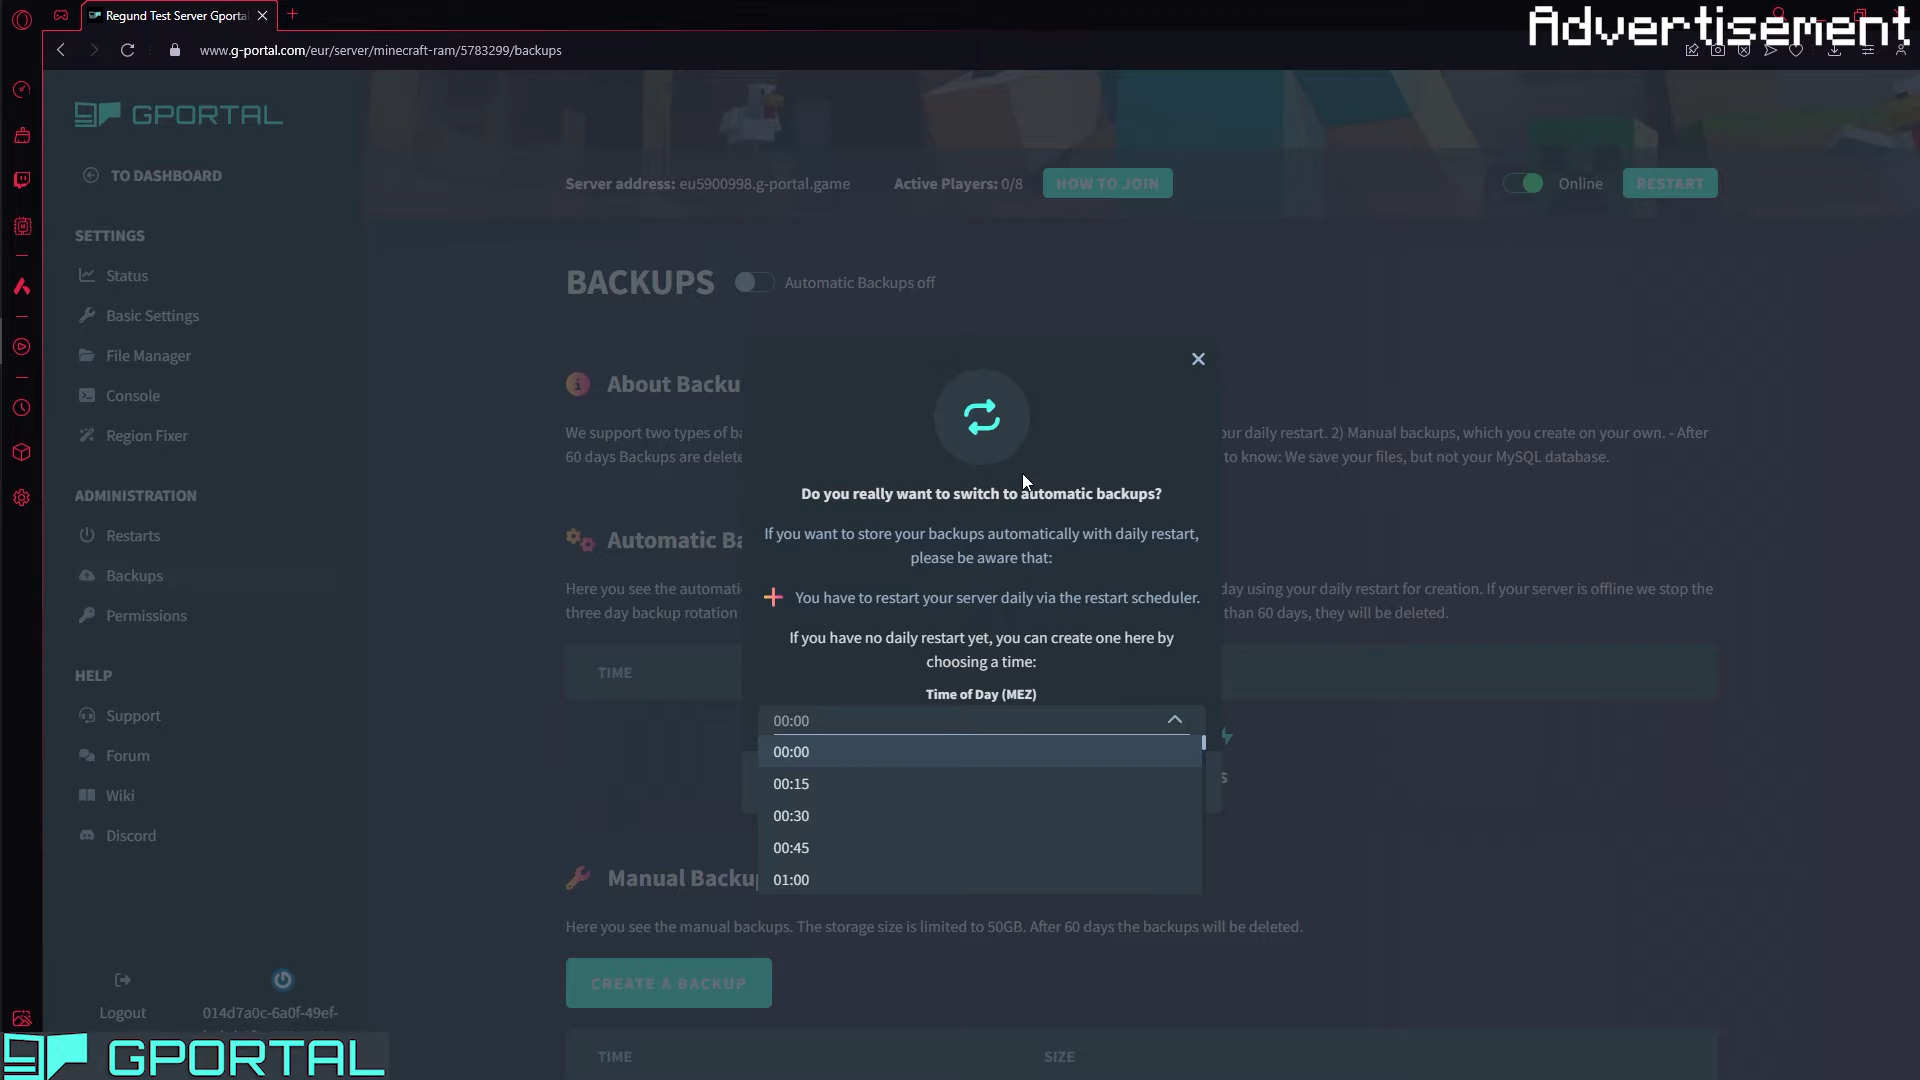 Regund Test Server Gporta
Advertisement
www.g-portal.com/eur/server/minecraft-ram/5783299/backups
GPORTAL
TO DASHBOARD
Server address: eu5900998.g-portal.game
Active Players: 0/8
HOW TO JOIN
Online
RESTART
SETTINGS
Status
Basic Settings
File Manager
Console
Region Fixer
ADMINISTRATION
Restarts
Backups
Permissions
HELP
Support
Forum
Wiki
Discord
Logout
014d7a0c-6a0f-49ef-
BACKUPS
Automatic Backups off
About Backu
We support two types of ba
ur daily restart. 2) Manual backups, which you create on your own. - After
60 days Backups are delete
to know: We save your files, but not your MySQL database.
Do you really want to switch to automatic backups?
If you want to store your backups automatically with daily restart,
please be aware that:
You have to restart your server daily via the restart scheduler.
If you have no daily restart yet, you can create one here by
choosing a time:
Time of Day (MEZ)
00:00
00:00
00:15
00:30
00:45
01:00
Automatic Ba
Here you see the automati
day using your daily restart for creation. If your server is offline we stop the
three day backup rotation
than 60 days, they will be deleted.
TIME
Manual Backup
Here you see the manual backups. The storage size is limited to 50GB. After 60 days the backups will be deleted.
CREATE A BACKUP
TIME
SIZE
GPORTAL